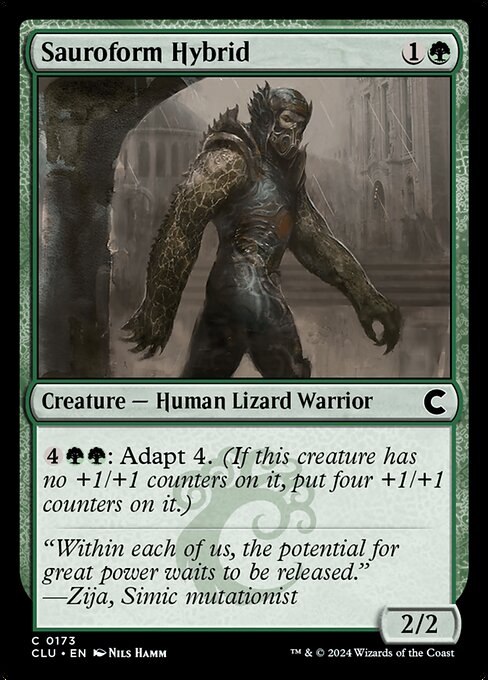 Sauroform Hybrid 1
Creature — Human Lizard Warrior
4: Adapt 4. (If this creature has
no +1/+1 counters on it, put four +1/+1
counters on it.)
“Within each of us, the potential for
great power waits to be released.”
—Zija, Simic mutationist
2/2
C 0173
CLU • EN Nils Hamm
™ & © 2024 Wizards of the Coast